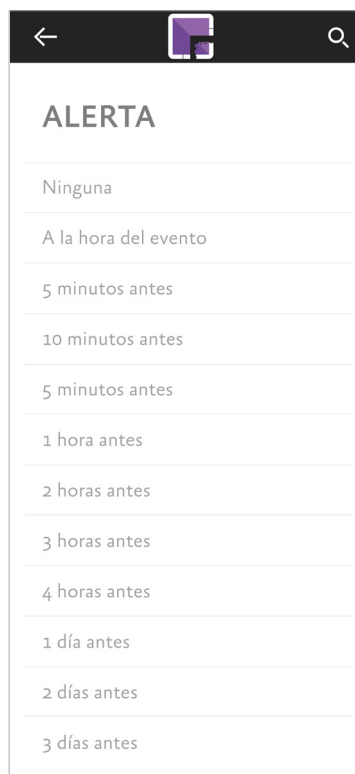 ALERTA
Ninguna
A la hora del evento
5 minutos antes
10 minutos antes
5 minutos antes
1 hora antes
2 horas antes
3 horas antes
4 horas antes
1 día antes
2 días antes
3 días antes